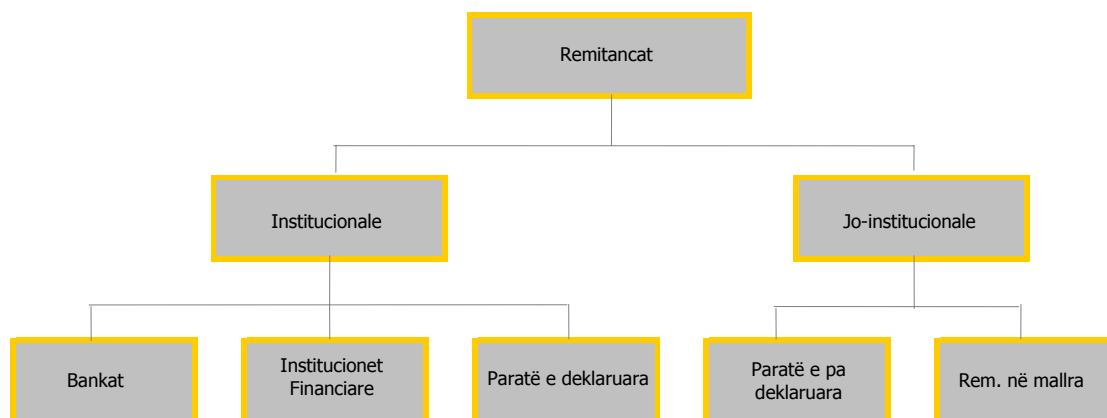 Remitancat
Institucionale
Jo-institucionale
Bankat
Institucionet
Financiare
Paratë e deklaruara
Paratë e pa
deklaruara
Rem. në mallra